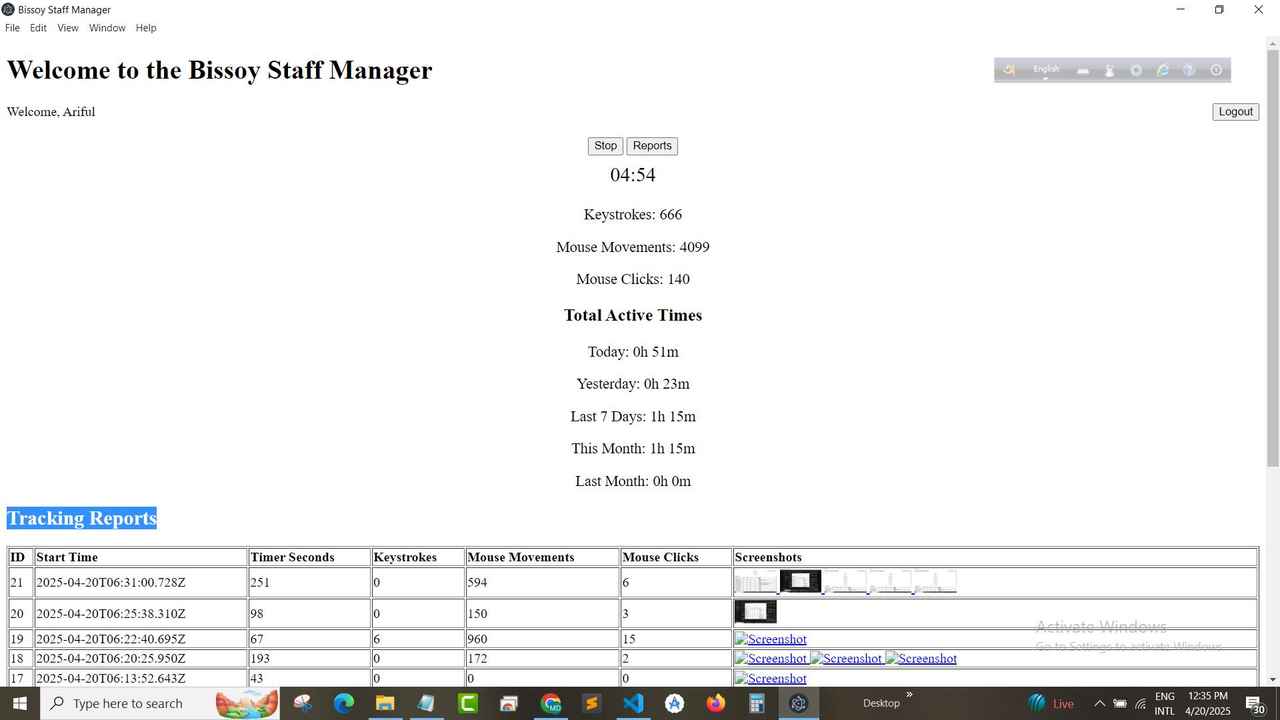 Bissoy Staff Manager
File Edit View Window Help
Welcome to the Bissoy Staff Manager
English
Welcome, Ariful
Logout
Stop Reports
04:54
Keystrokes: 666
Mouse Movements: 4099
Mouse Clicks: 140
Total Active Times
Today: 0h 51m
Yesterday: 0h 23m
Last 7 Days: 1h 15m
This Month: 1h 15m
Last Month: 0h 0m
Tracking Reports
ID Start Time Timer Seconds Keystrokes Mouse Movements Mouse Clicks Screenshots
21 2025-04-20T06:31:00.728Z 251 0 594 6
20 2025-04-20T06:25:38.310Z 98 0 150 3
19 2025-04-20T06:22:40.695Z 67 6 960 15 Screenshot
18 2025-04-20T06:20:25.950Z 193 0 172 2 Screenshot Screenshot Screenshot
17 2025-04-20T06:13:52.643Z 43 0 0 0 Screenshot
Activate Windows
Go to Settings to activate Windows.
Type here to search
Desktop
»
Live
ENG
INTL
12:35 PM
4/20/2025
30